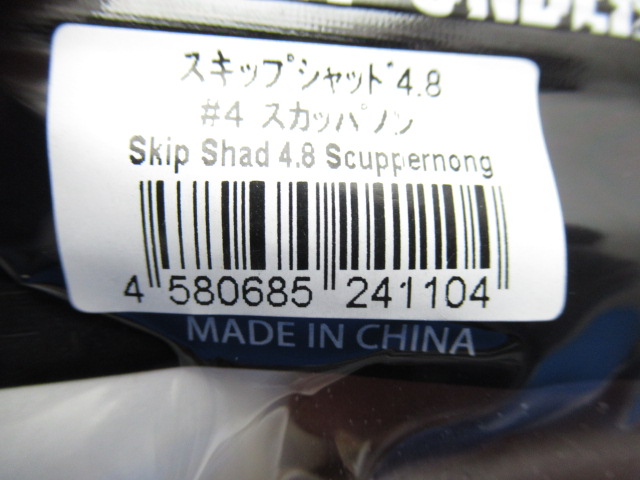 スキップシャッド4.8
#4 スカッパノン
Skip Shad 4.8 Scuppernong
4 580685 241104
MADE IN CHINA